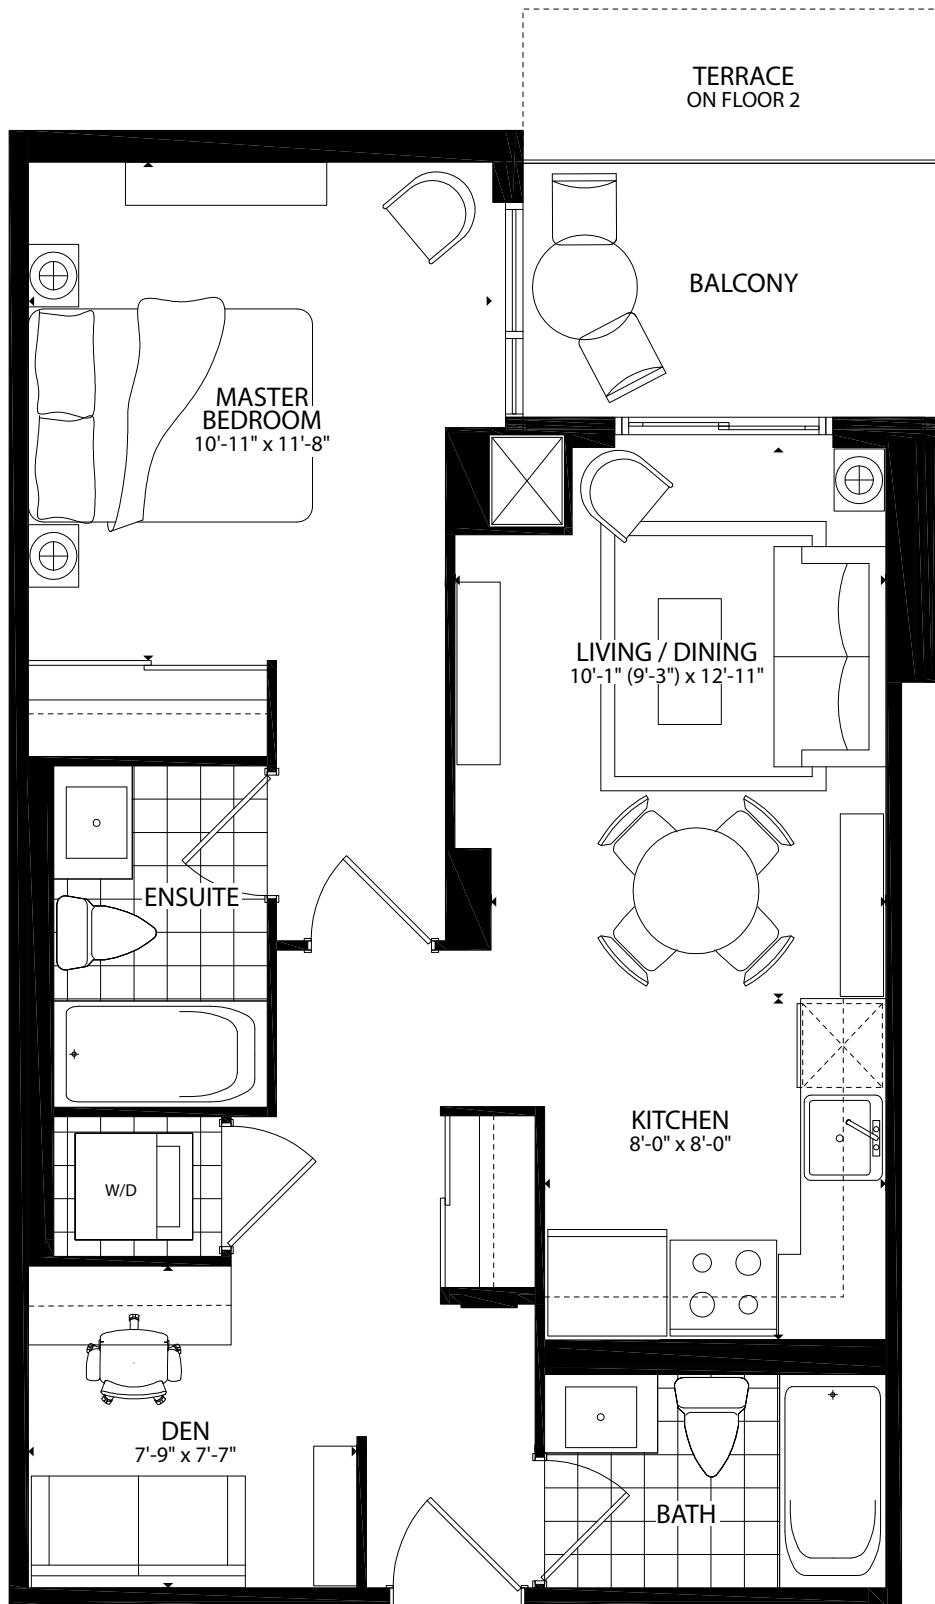 TERRACE
ON FLOOR 2
BALCONY
MASTER
BEDROOM
10'-11" x 11'-8"
LIVING / DINING
10'-1" (9'-3") x 12'-11"
ENSUITE
KITCHEN
8'-0" x 8'-0"
W/D
DEN
7'-9" x 7'-7"
BATH